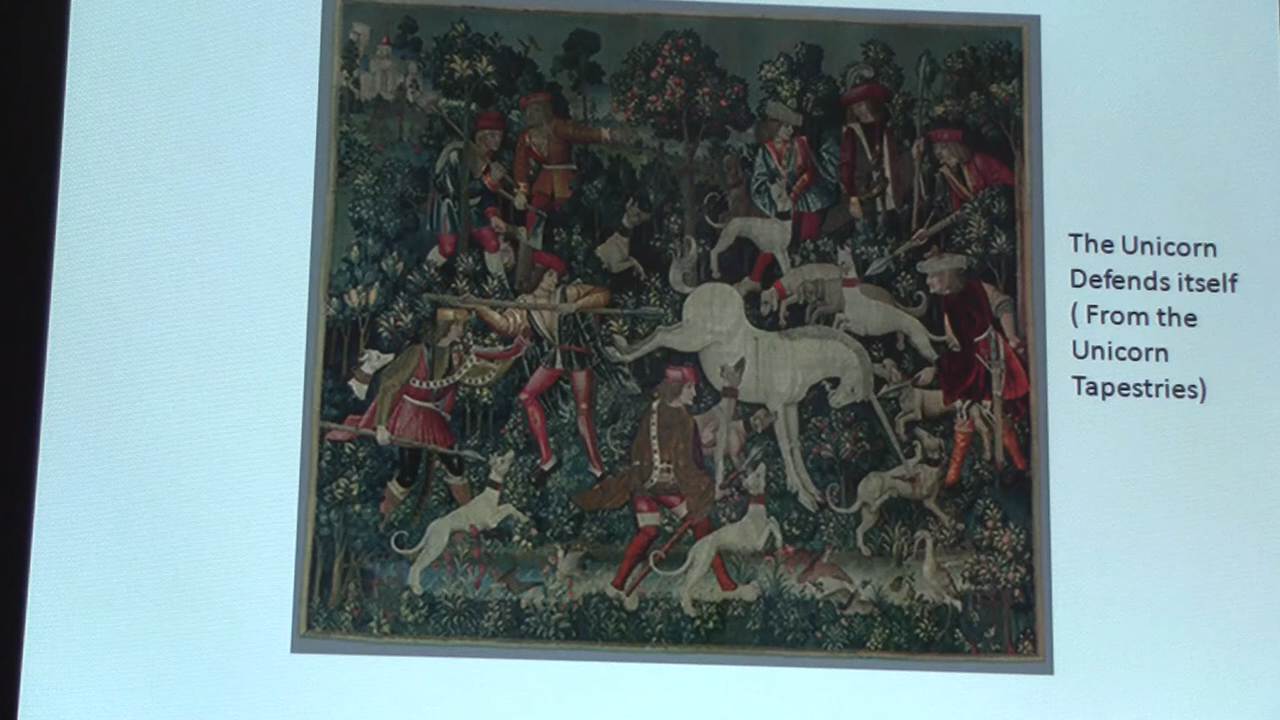 The Unicorn
Defends itself
( From the
Unicorn
Tapestries)